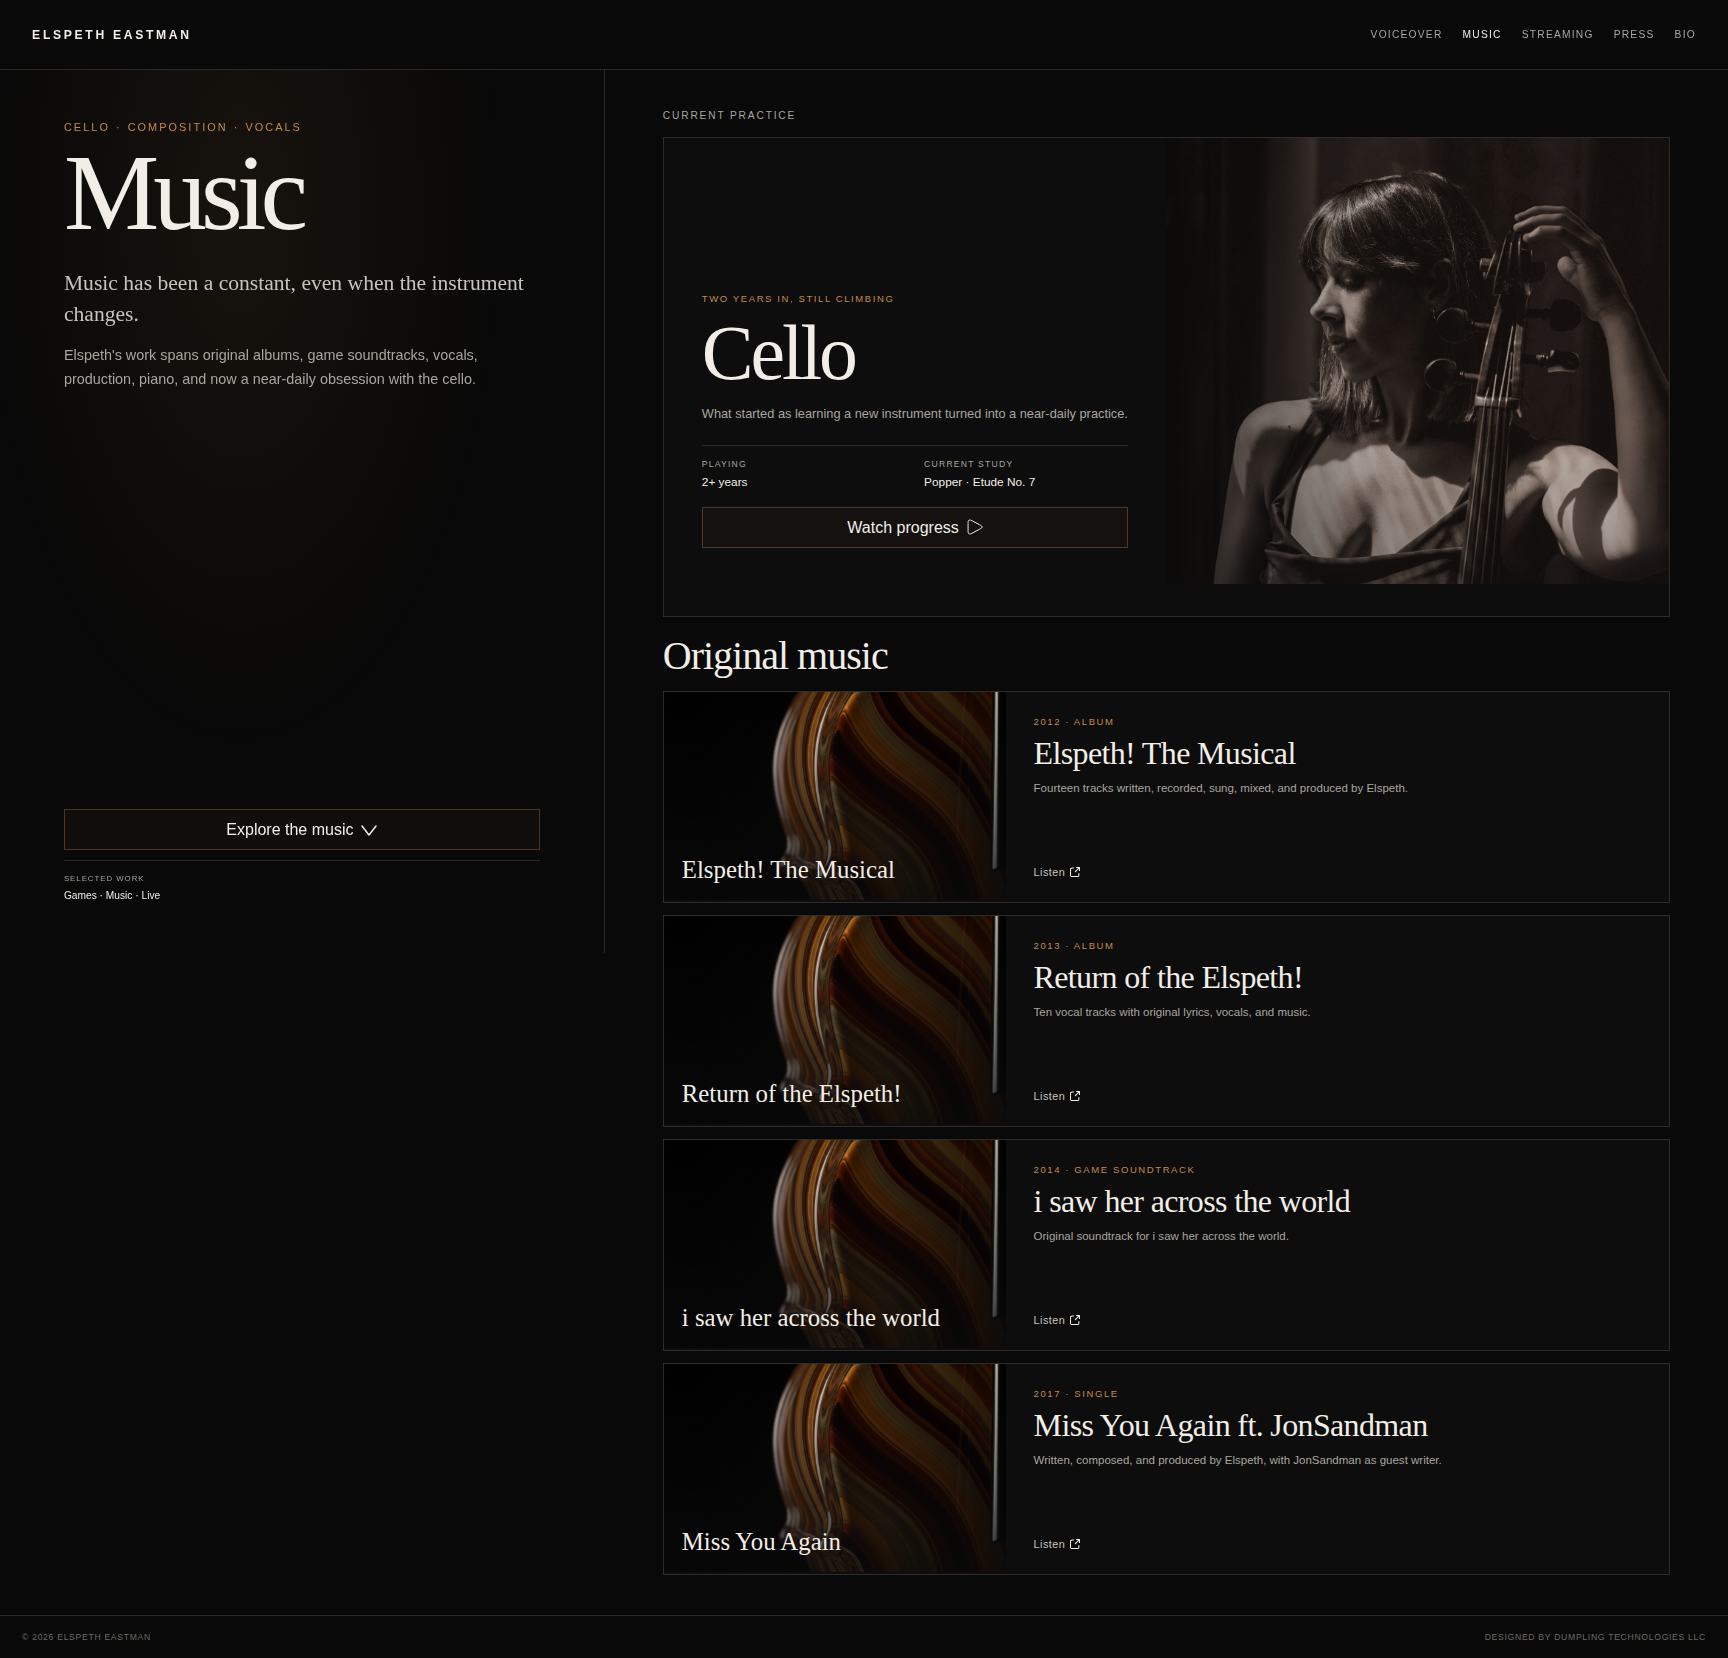 ELSPETH EASTMAN
VOICEOVER MUSIC STREAMING PRESS BIO
CELLO · COMPOSITION · VOCALS
Music
Music has been a constant, even when the instrument
changes.
Elspeth's work spans original albums, game soundtracks, vocals,
production, piano, and now a near-daily obsession with the cello.
Explore the music
SELECTED WORK
Games · Music · Live
CURRENT PRACTICE
TWO YEARS IN, STILL CLIMBING
Cello
What started as learning a new instrument turned into a near-daily practice.
PLAYING
2+ years
CURRENT STUDY
Popper · Etude No. 7
Watch progress
Original music
Elspeth! The Musical
2012 · ALBUM
Elspeth! The Musical
Fourteen tracks written, recorded, sung, mixed, and produced by Elspeth.
Listen
Return of the Elspeth!
2013 · ALBUM
Return of the Elspeth!
Ten vocal tracks with original lyrics, vocals, and music.
Listen
i saw her across the world
2014 · GAME SOUNDTRACK
i saw her across the world
Original soundtrack for i saw her across the world.
Listen
Miss You Again
2017 · SINGLE
Miss You Again ft. JonSandman
Written, composed, and produced by Elspeth, with JonSandman as guest writer.
Listen
© 2026 ELSPETH EASTMAN
DESIGNED BY DUMPLING TECHNOLOGIES LLC